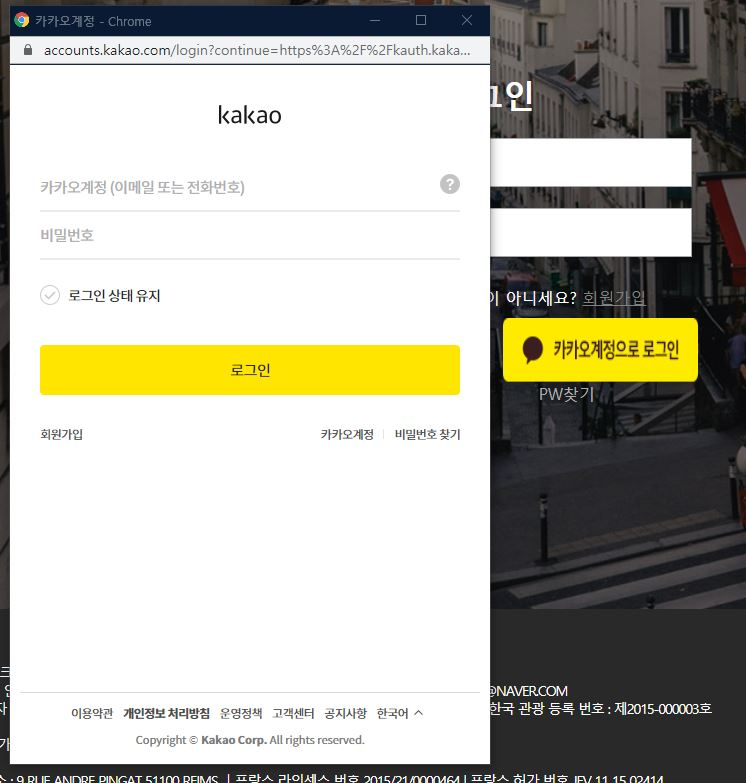 카카오계정 - Chrome
accounts.kakao.com/login?continue=https%3A%2F%2Fkauth.kaka...
kakao
카카오계정 (이메일 또는 전화번호)
?
비밀번호
로그인 상태 유지
로그인
회원가입
카카오계정 | 비밀번호 찾기
이용약관 개인정보 처리방침 운영정책 고객센터 공지사항 한국어
Copyright © Kakao Corp. All rights reserved.
인
아니세요? 회원가입
카카오계정으로 로그인
PW찾기
@NAVER.COM
한국 관광 등록 번호 : 제2015-000003호
: 9 RUE ANDRE PINGAT 51100 REIMS | 프랑스 라이센스 번호 2015/21/0000464 | 프랑스 허가 번호 IEV 11 15 02414